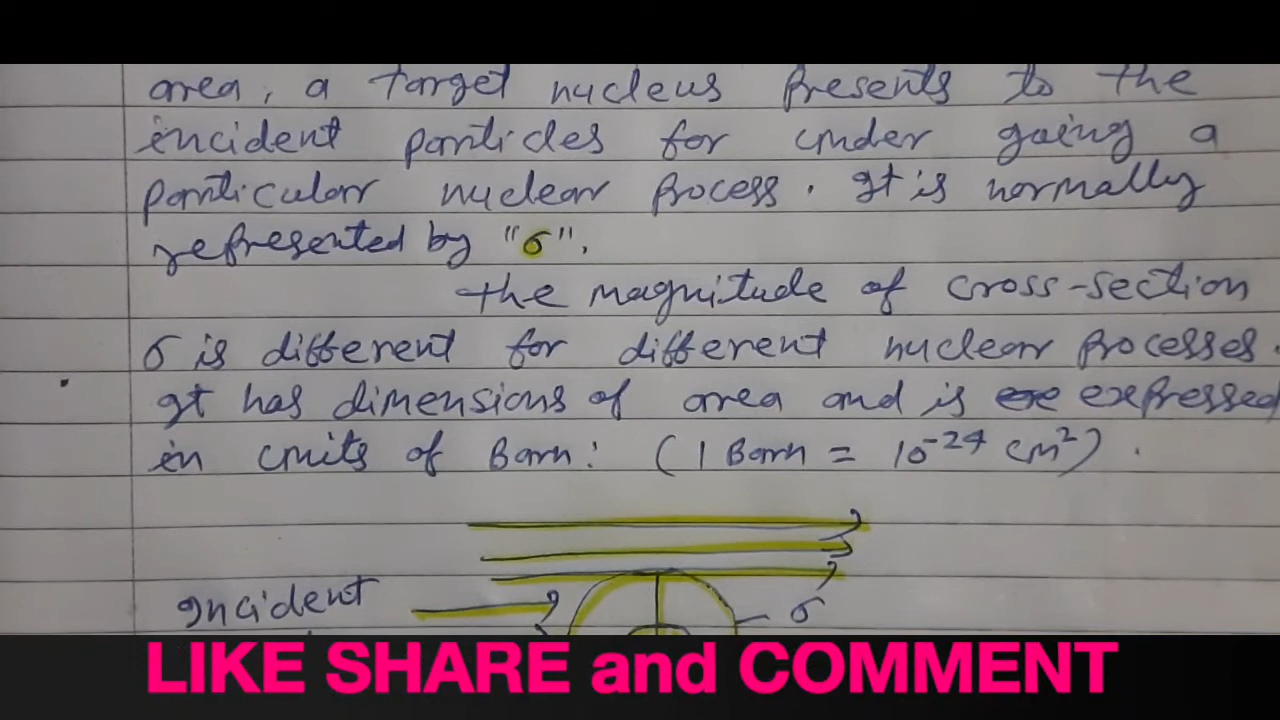 area, a target nucleus presents to the
incident particles for under going a
particular nuclear process. It is normally
represented by "σ".
the magnitude of cross-section
σ is different for different nuclear processes.
It has dimensions of area and is exe expressed
in units of Barn: (1 Barn = 10⁻²⁴ cm²).
Incident
σ
LIKE SHARE and COMMENT